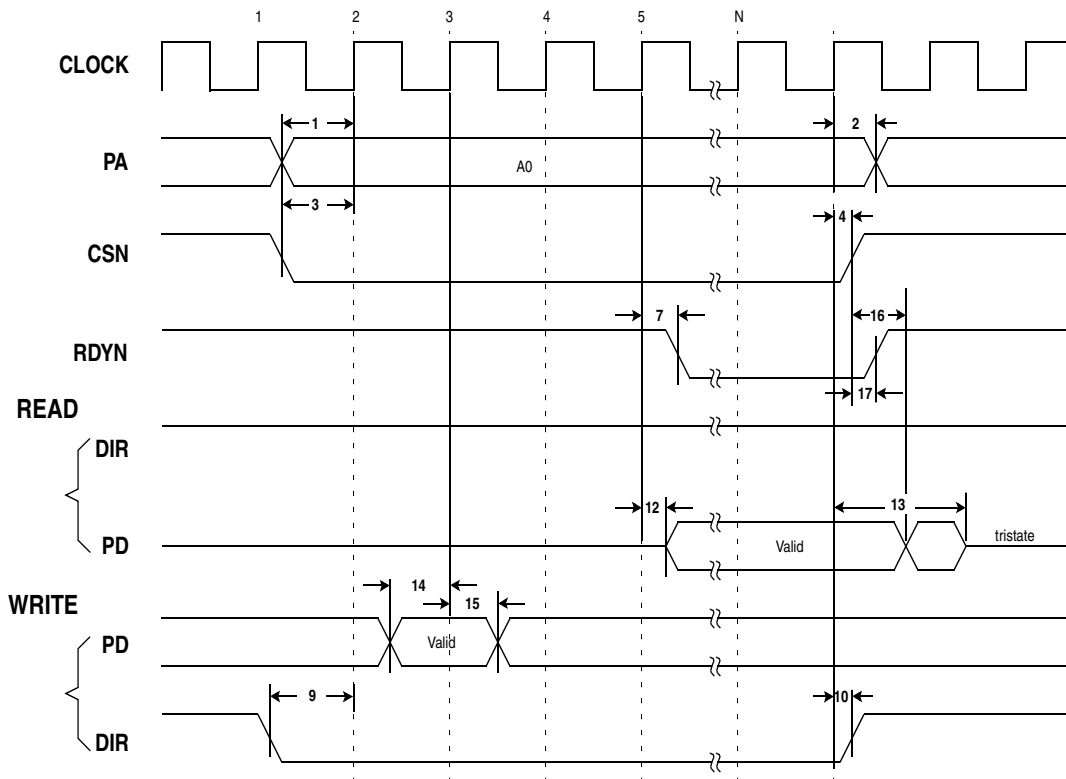 1 2 3 4 5 N
CLOCK
1 2
PA A0
3
4
CSN
7 16
RDYN
17
READ
DIR
12 13
PD Valid tristate
14
WRITE 15
PD Valid
9 10
DIR